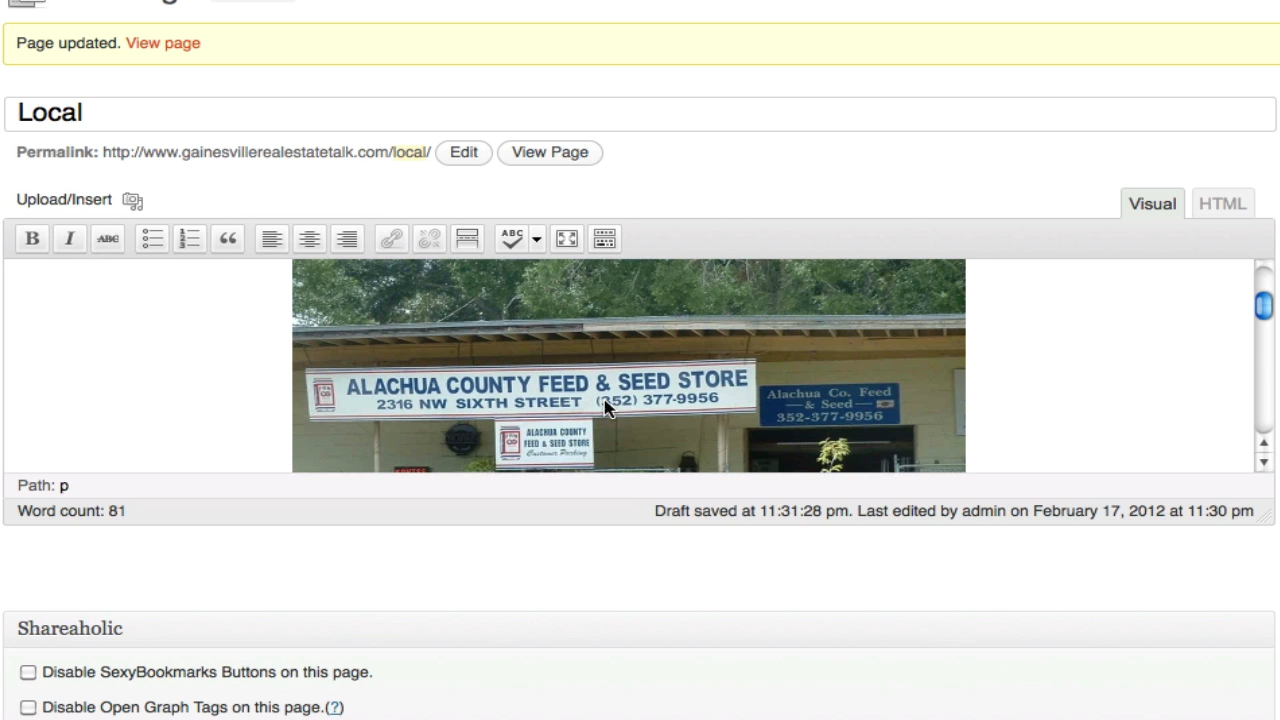 Page updated. View page
Local
Permalink: http://www.gainesvillerealestatetalk.com/local/ Edit View Page
Upload/Insert
Visual HTML
B I ABC ABC
ALACHUA COUNTY FEED & SEED STORE
2316 NW SIXTH STREET (352) 377-9956
Alachua Co. Feed
& Seed
352-377-9956
ALACHUA COUNTY
FEED & SEED STORE
Customer Parking
Path: p
Word count: 81 Draft saved at 11:31:28 pm. Last edited by admin on February 17, 2012 at 11:30 pm
Shareaholic
Disable SexyBookmarks Buttons on this page.
Disable Open Graph Tags on this page.(?)